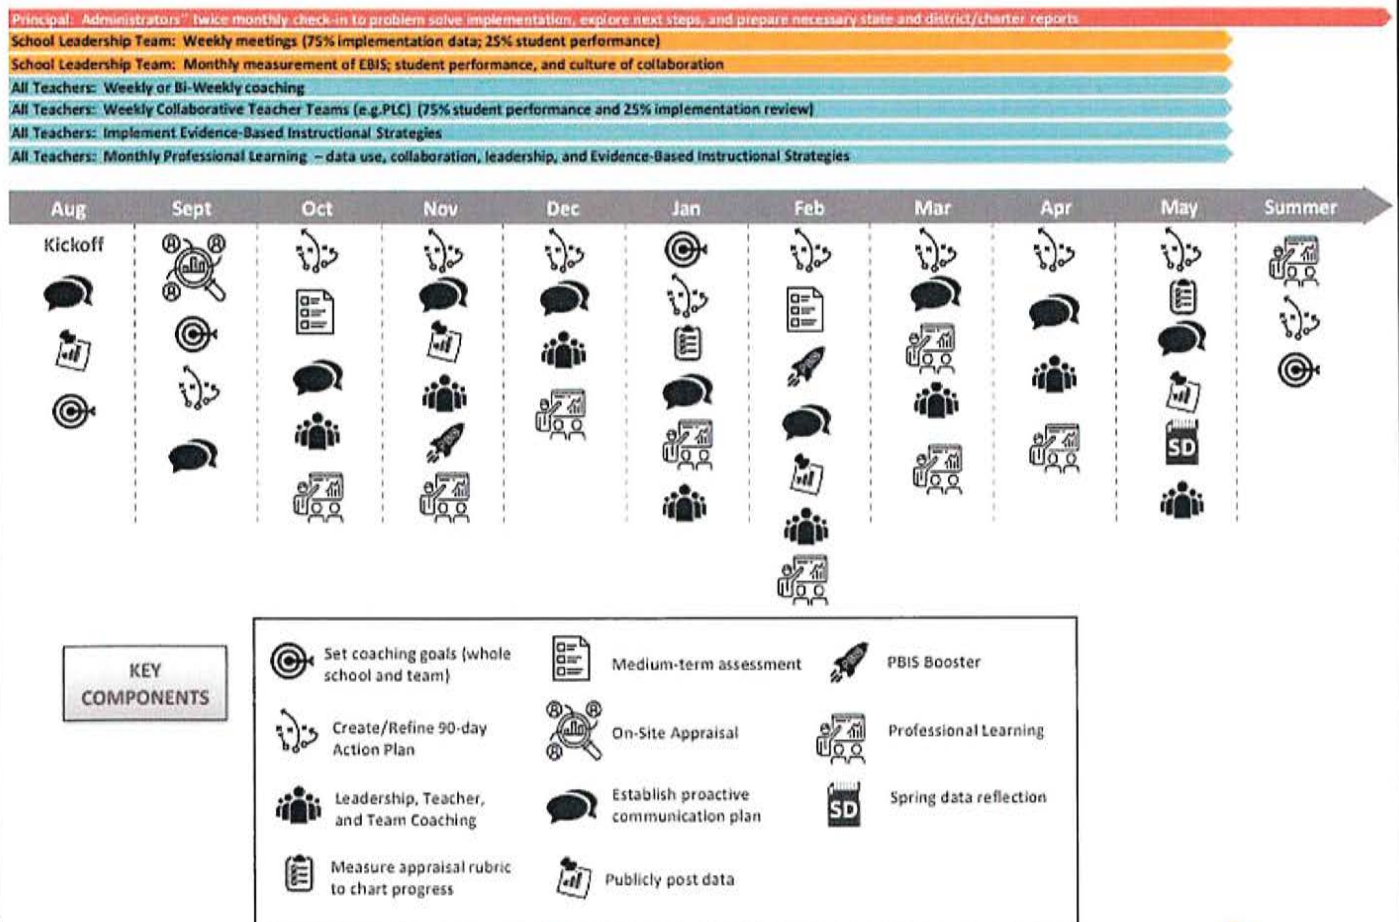 Principal: Administrators" twice monthly check-in to problem solve implementation, explore next steps, and prepare necessary state and district/charter reports
School Leadership Team: Weekly meetings (75% implementation data; 25% student performance)
School Leadership Team: Monthly measurement of EBIS; student performance, and culture of collaboration
All Teachers: Weekly or Bi-Weekly coaching
All Teachers: Weekly Collaborative Teacher Teams (e.g.PLC) (75% student performance and 25% implementation review)
All Teachers: Implement Evidence-Based Instructional Strategies
All Teachers: Monthly Professional Learning – data use, collaboration, leadership, and Evidence-Based Instructional Strategies
Aug Sept Oct Nov Dec Jan Feb Mar Apr May Summer
Kickoff
PBIS
PBIS
SD
KEY
COMPONENTS
Set coaching goals (whole
school and team)
Medium-term assessment
PBIS
PBIS Booster
Create/Refine 90-day
Action Plan
On-Site Appraisal
Professional Learning
Leadership, Teacher,
and Team Coaching
Establish proactive
communication plan
SD
Spring data reflection
Measure appraisal rubric
to chart progress
Publicly post data